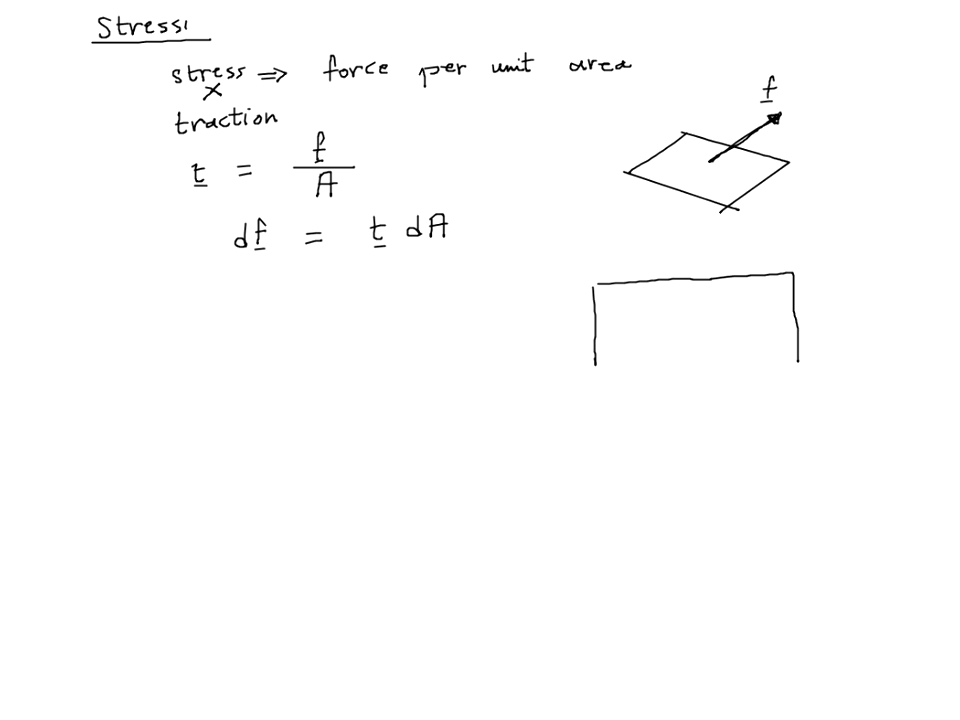 Stress:
stress ⇒ force per unit area
×
traction
f
t = f / A
df = t dA